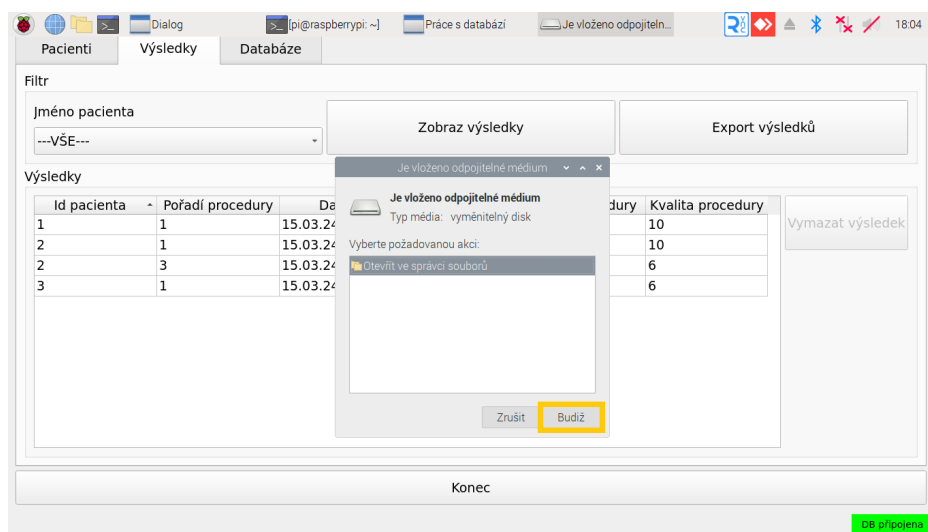 Dialog [pi@raspberrypi: ~] Práce s databází Je vloženo odpojiteln... 18:04
Pacienti Výsledky Databáze
Filtr
Jméno pacienta
---VŠE---
Zobraz výsledky
Export výsledků
Výsledky
Je vloženo odpojitelné médium
Je vloženo odpojitelné médium
Typ média: vyměnitelný disk
Vyberte požadovanou akci:
Otevřít ve správci souborů
Zrušit Budiž
Id pacienta Pořadí procedury Da dury Kvalita procedury
1 1 15.03.24 10
2 1 15.03.24 10
2 3 15.03.24 6
3 1 15.03.24 6
Vymazat výsledek
Konec
DB připojena